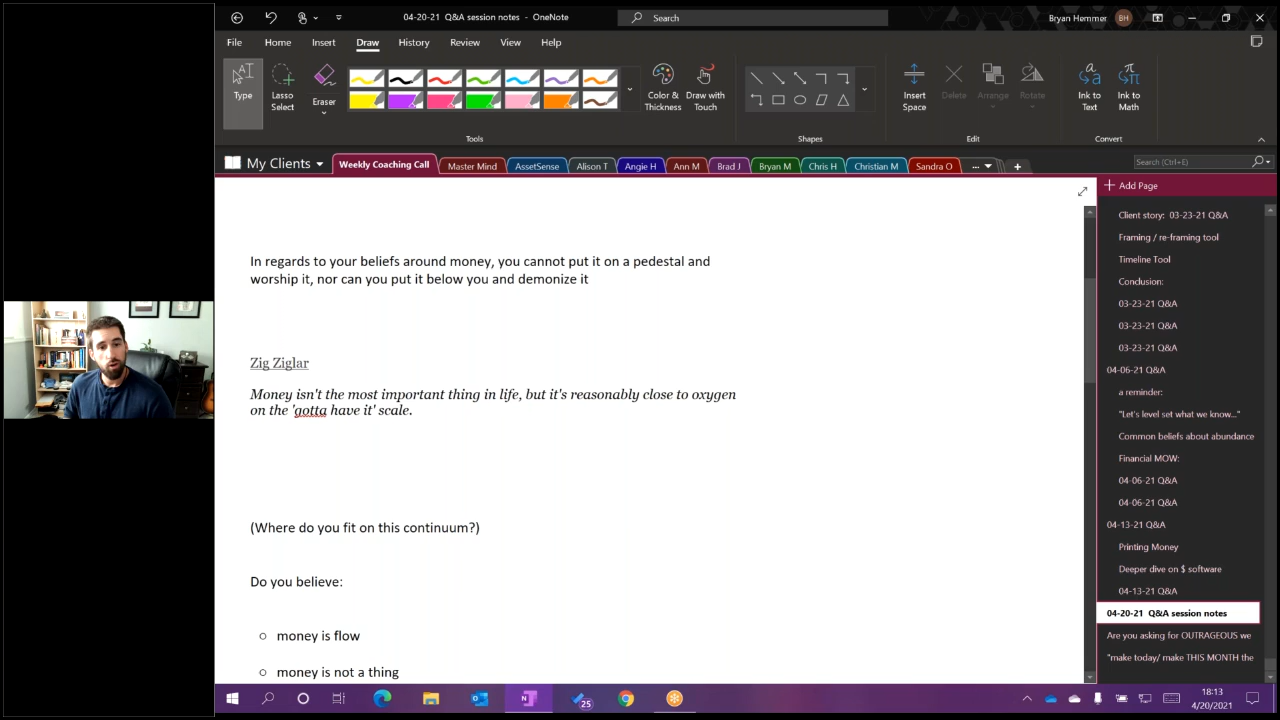 04-20-21 Q&A session notes - OneNote
Search
Bryan Hemmer
BH
File
Home
Insert
Draw
History
Review
View
Help
Type
Lasso
Select
Eraser
Color &
Thickness
Draw with
Touch
Insert
Space
Delete
Arrange
Rotate
Ink to
Text
Ink to
Math
Tools
Shapes
Edit
Convert
My Clients
Weekly Coaching Call
Master Mind
AssetSense
Alison T
Angie H
Ann M
Brad J
Bryan M
Chris H
Christian M
Sandra O
...
Search (Ctrl+E)
In regards to your beliefs around money, you cannot put it on a pedestal and
worship it, nor can you put it below you and demonize it
Zig Ziglar
Money isn't the most important thing in life, but it's reasonably close to oxygen
on the 'gotta have it' scale.
(Where do you fit on this continuum?)
Do you believe:
money is flow
money is not a thing
Add Page
Client story: 03-23-21 Q&A
Framing / re-framing tool
Timeline Tool
Conclusion:
03-23-21 Q&A
03-23-21 Q&A
03-23-21 Q&A
04-06-21 Q&A
a reminder:
"Let's level set what we know..."
Common beliefs about abundance
Financial MOW:
04-06-21 Q&A
04-06-21 Q&A
04-13-21 Q&A
Printing Money
Deeper dive on $ software
04-13-21 Q&A
04-20-21 Q&A session notes
Are you asking for OUTRAGEOUS we
"make today/ make THIS MONTH the
25
18:13
4/20/2021